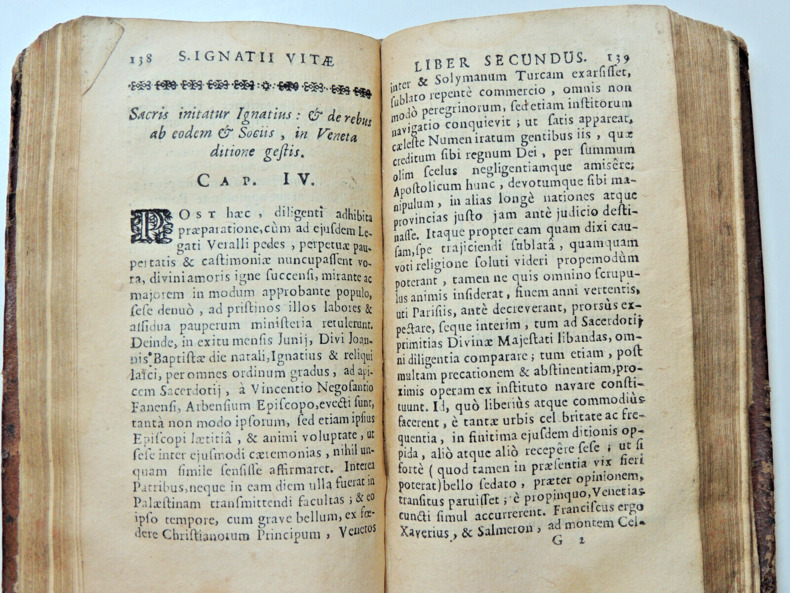 138 S. IGNATII VITÆ
Sacris initatur Ignatius: & de rebus
ab eodem & Sociis, in Veneta
ditione gestis.
CAP. IV.
POST hæc, diligenti adhibita
præparatione, cùm ad ejusdem Le-
gati Veralli pedes, perpetuæ pau-
pertatis & castimoniæ nuncupassent vo-
ta, divini amoris igne succensi, mirante ac
majorem in modum approbante populo,
sese denuò, ad pristinos illos labores &
assidua pauperum ministeria retulerunt.
Deinde, in exitu mensis Junij, Divi Joan-
nis Baptistæ die natali, Ignatius & reliqui
laici, per omnes ordinum gradus, ad api-
cem Sacerdotij, à Vincentio Negosantio
Fanensi, Arbensium Episcopo, evecti sunt,
tantâ non modo ipsorum, sed etiam ipsius
Episcopi lætitiâ, & animi voluptate, ut
sese inter ejusmodi cæremonias, nihil un-
quam simile sensisse affirmaret. Interea
Patribus, neque in eam diem ulla fuerat in
Palæstinam transmittendi facultas; & eo
ipso tempore, cum grave bellum, ex fœ-
dere Christianorum Principum, Venetos
LIBER SECUNDUS. 139
inter & Solymanum Turcam exarsisset,
sublato repentè commercio, omnis non
modò peregrinorum, sed etiam institorum
navigatio conquievit; ut satis appareat,
cæleste Numen iratum gentibus iis, quæ
creditum sibi regnum Dei, per summum
olim scelus negligentiamque amisêre;
Apostolicum hunc, devotumque sibi ma-
nipulum, in alias longè nationes atque
provincias justo jam antè judicio desti-
nasse. Itaque propter eam quam dixi cau-
sam, spe trajiciendi sublatâ, quamquam
voti religione soluti videri propemodùm
poterant, tamen ne quis omnino scrupu-
lus animis insiderat, finem anni vertentis,
uti Parisiis, antè decreverant, prorsùs ex-
pectare, seque interim, tum ad Sacerdotij
primitias Divinæ Majestati libandas, om-
ni diligentia comparare; tum etiam, post
multam precationem & abstinentiam, pro-
ximis operam ex instituto navare consti-
tuunt. Id, quò liberiùs atque commodiùs
facerent, è tantæ urbis celebritate ac fre-
quentia, in finitima ejusdem ditionis op-
pida, aliò atque aliò recepêre sese; ut si
fortè (quod tamen in præsentia vix fieri
poterat) bello sedato, præter opinionem,
transitus paruisset; è propinquo, Venetias
cuncti simul accurrerent. Franciscus ergo
Xaverius, & Salmeron, ad montem Cel-
G 2